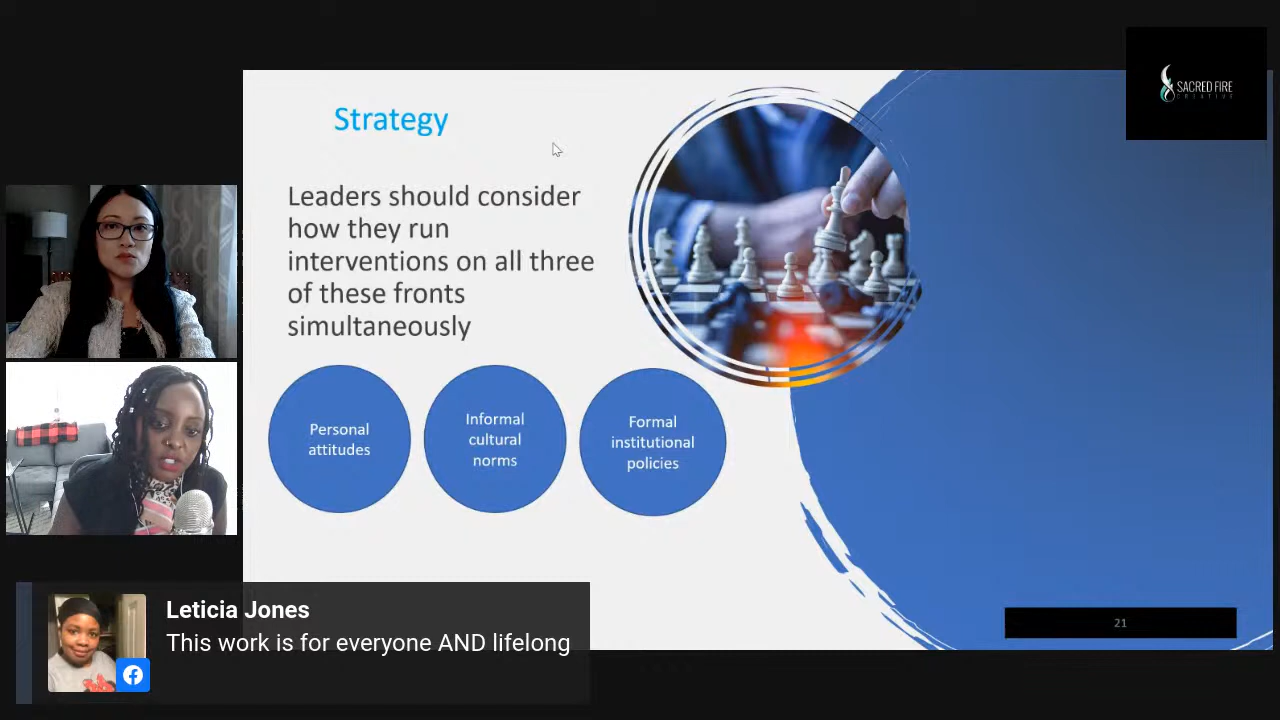 SACRED FIRE
CREATIVE
Strategy
Leaders should consider
how they run
interventions on all three
of these fronts
simultaneously
Personal
attitudes
Informal
cultural
norms
Formal
institutional
policies
Leticia Jones
This work is for everyone AND lifelong
21